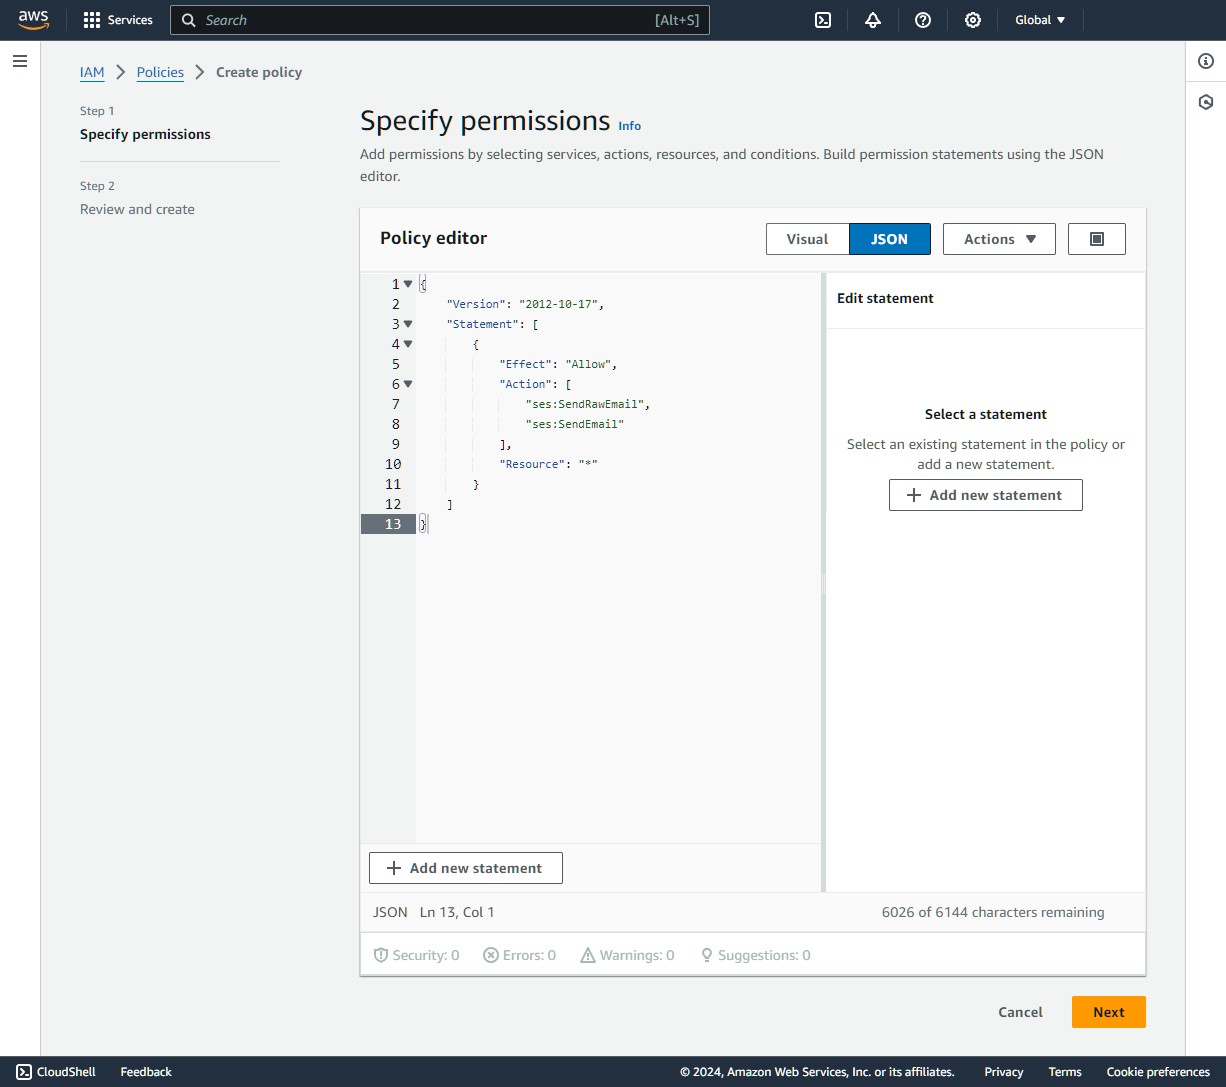 aws
Services
Search
[Alt+S]
Global
IAM
Policies
Create policy
Step 1
Specify permissions
Step 2
Review and create
Specify permissions Info
Add permissions by selecting services, actions, resources, and conditions. Build permission statements using the JSON
editor.
Policy editor
Visual
JSON
Actions
1 {
2 "Version": "2012-10-17",
3 "Statement": [
4 {
5 "Effect": "Allow",
6 "Action": [
7 "ses:SendRawEmail",
8 "ses:SendEmail"
9 ],
10 "Resource": "*"
11 }
12 ]
13 }
Edit statement
Select a statement
Select an existing statement in the policy or
add a new statement.
Add new statement
Add new statement
JSON Ln 13, Col 1
6026 of 6144 characters remaining
Security: 0
Errors: 0
Warnings: 0
Suggestions: 0
Cancel
Next
CloudShell
Feedback
© 2024, Amazon Web Services, Inc. or its affiliates.
Privacy
Terms
Cookie preferences